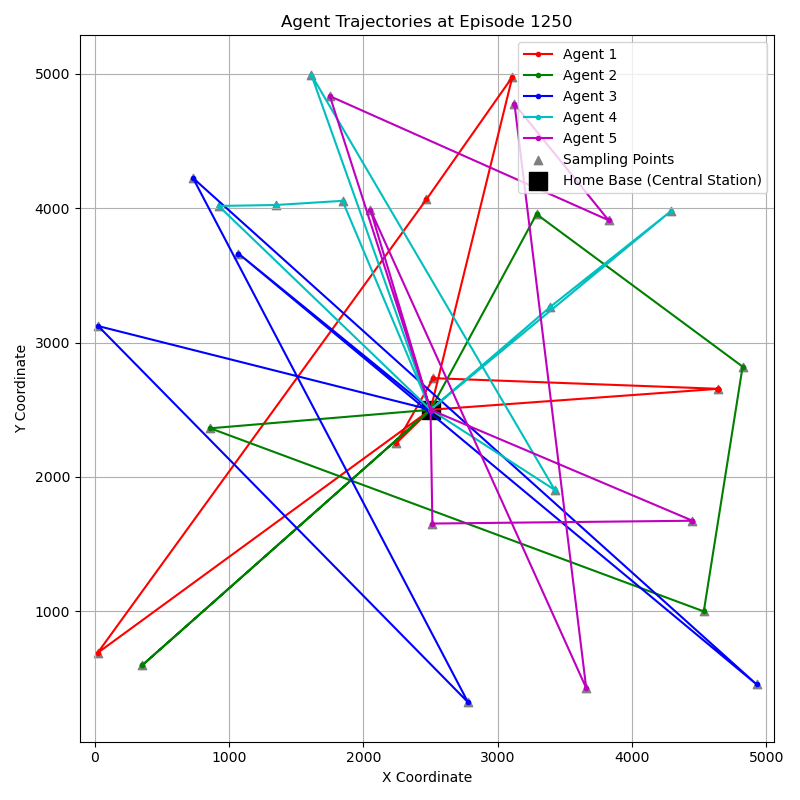 Agent Trajectories at Episode 1250
Agent 1
Agent 2
Agent 3
Agent 4
Agent 5
Sampling Points
Home Base (Central Station)
Y Coordinate
5000
4000
3000
2000
1000
0
1000
2000
3000
4000
5000
X Coordinate